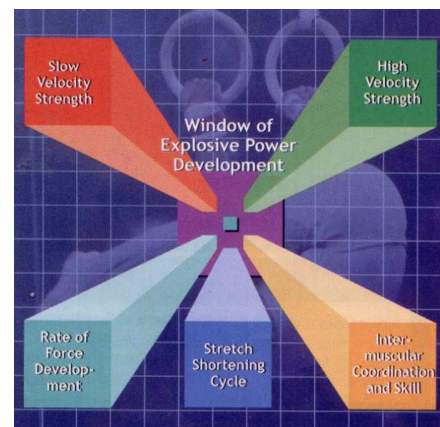 Slow
Velocity
Strength
High
Velocity
Strength
Window of
Explosive Power
Development
Rate of
Force
Develop-
ment
Stretch
Shortening
Cycle
Inter-
muscular
Coordination
and Skill